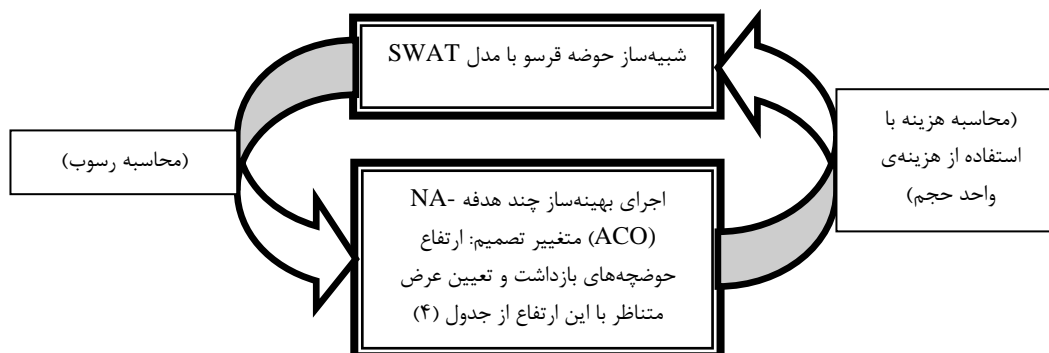 شبیه‌ساز حوضه قرسو با مدل SWAT
(محاسبه هزینه با
استفاده از هزینه‌ی
واحد حجم)
(محاسبه رسوب)
اجرای بهینه‌ساز چند هدفه NA-
ACO) متغییر تصمیم: ارتفاع)
حوضچه‌های بازداشت و تعیین عرض
متناظر با این ارتفاع از جدول (۴)